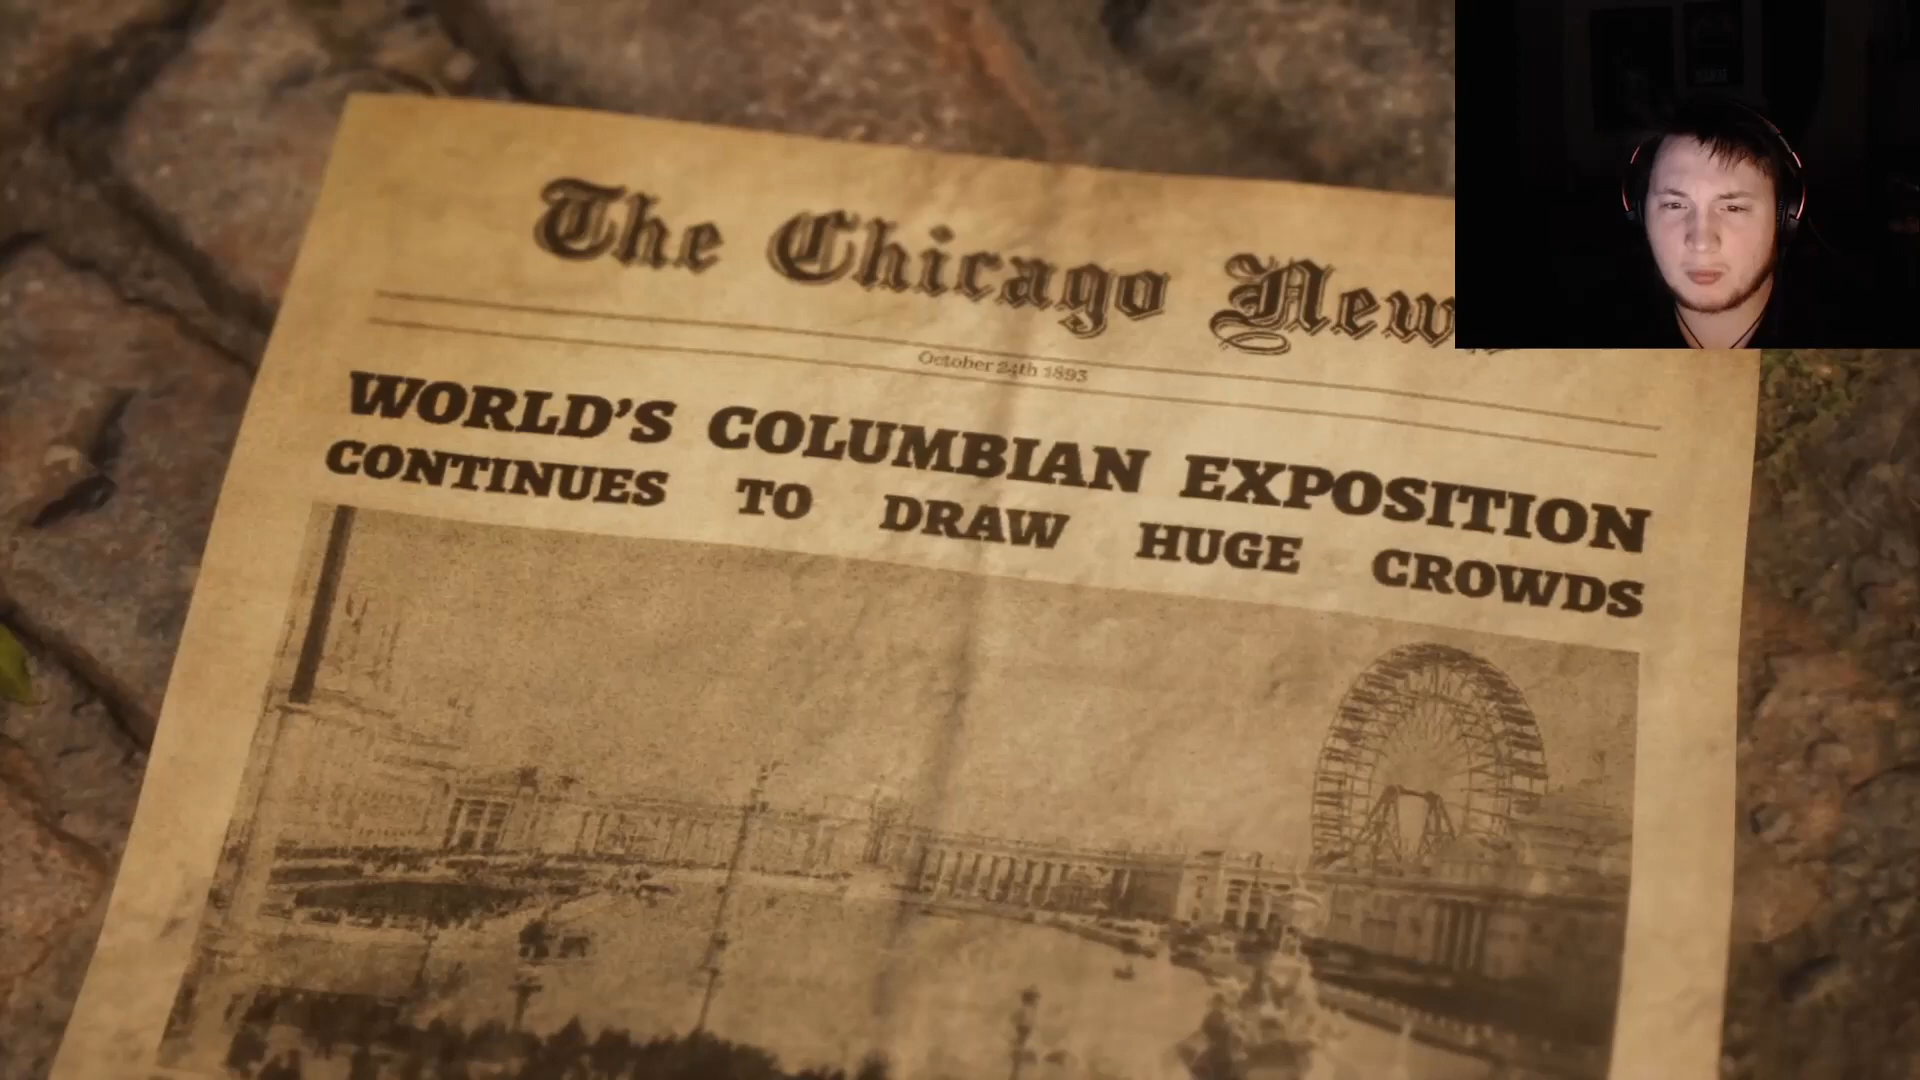 The Chicago New
October 24th 1893
WORLD'S COLUMBIAN EXPOSITION
CONTINUES TO DRAW HUGE CROWDS